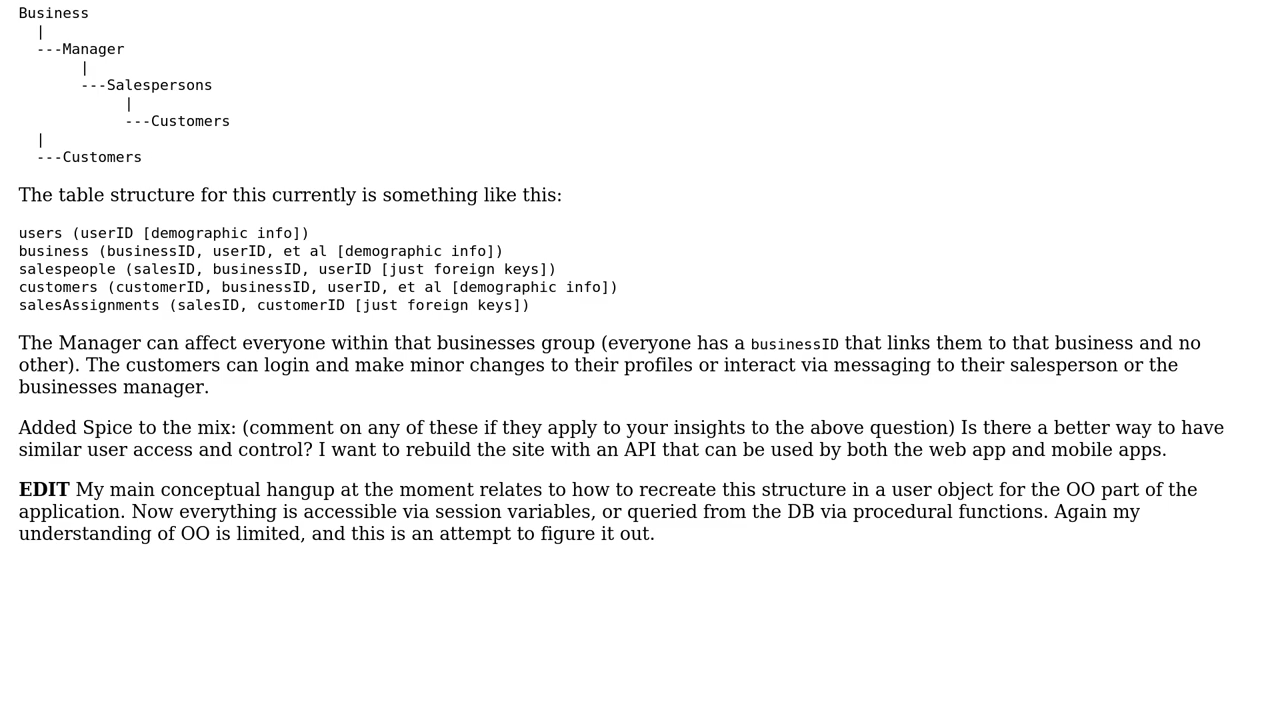 Business
  |
  ---Manager
       |
       ---Salespersons
            |
            ---Customers
  |
  ---Customers
The table structure for this currently is something like this:
users (userID [demographic info])
business (businessID, userID, et al [demographic info])
salespeople (salesID, businessID, userID [just foreign keys])
customers (customerID, businessID, userID, et al [demographic info])
salesAssignments (salesID, customerID [just foreign keys])
The Manager can affect everyone within that businesses group (everyone has a businessID that links them to that business and no
other). The customers can login and make minor changes to their profiles or interact via messaging to their salesperson or the
businesses manager.
Added Spice to the mix: (comment on any of these if they apply to your insights to the above question) Is there a better way to have
similar user access and control? I want to rebuild the site with an API that can be used by both the web app and mobile apps.
EDIT My main conceptual hangup at the moment relates to how to recreate this structure in a user object for the OO part of the
application. Now everything is accessible via session variables, or queried from the DB via procedural functions. Again my
understanding of OO is limited, and this is an attempt to figure it out.